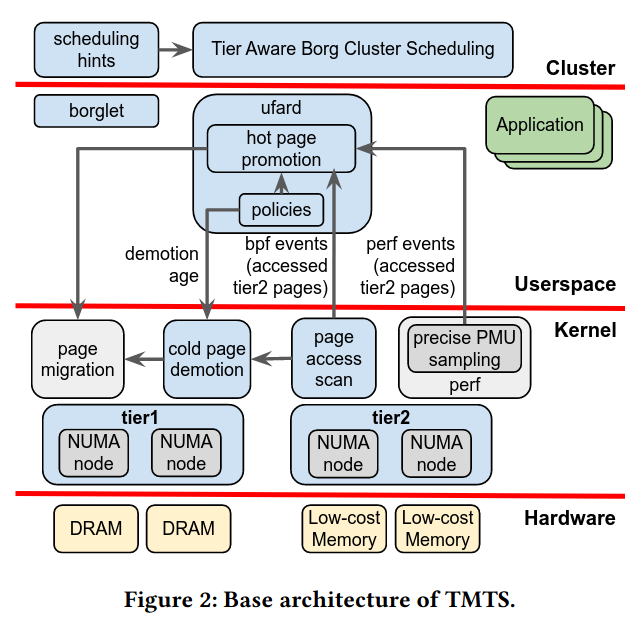 scheduling
hints
Tier Aware Borg Cluster Scheduling
Cluster
borglet
ufard
hot page
promotion
policies
Application
demotion
age
bpf events
(accessed
tier2 pages)
perf events
(accessed
tier2 pages)
Userspace
Kernel
page
migration
cold page
demotion
page
access
scan
precise PMU
sampling
perf
tier1
NUMA
node
NUMA
node
tier2
NUMA
node
NUMA
node
Hardware
DRAM
DRAM
Low-cost
Memory
Low-cost
Memory
Figure 2: Base architecture of TMTS.